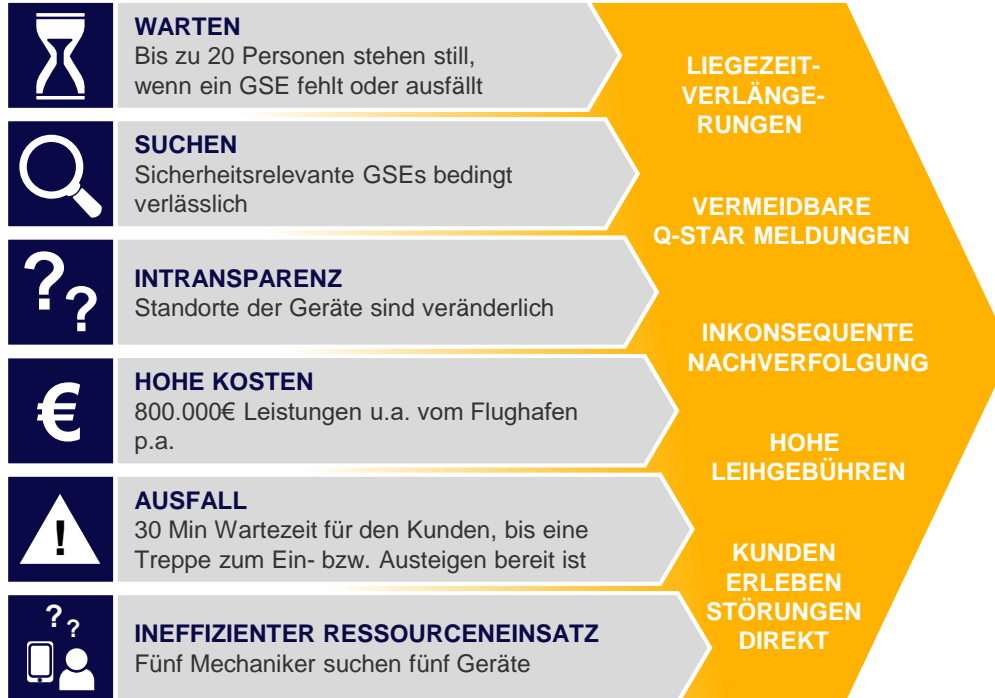 WARTEN
Bis zu 20 Personen stehen still,
wenn ein GSE fehlt oder ausfällt
SUCHEN
Sicherheitsrelevante GSEs bedingt
verlässlich
??
INTRANSPARENZ
Standorte der Geräte sind veränderlich
€
HOHE KOSTEN
800.000€ Leistungen u.a. vom Flughafen
p.a.
!
AUSFALL
30 Min Wartezeit für den Kunden, bis eine
Treppe zum Ein- bzw. Austeigen bereit ist
??
INEFFIZIENTER RESSOURCENEINSATZ
Fünf Mechaniker suchen fünf Geräte
LIEGEZEIT-
VERLÄNGE-
RUNGEN
VERMEIDBARE
Q-STAR MELDUNGEN
INKONSEQUENTE
NACHVERFOLGUNG
HOHE
LEIHGEBÜHREN
KUNDEN
ERLEBEN
STÖRUNGEN
DIREKT